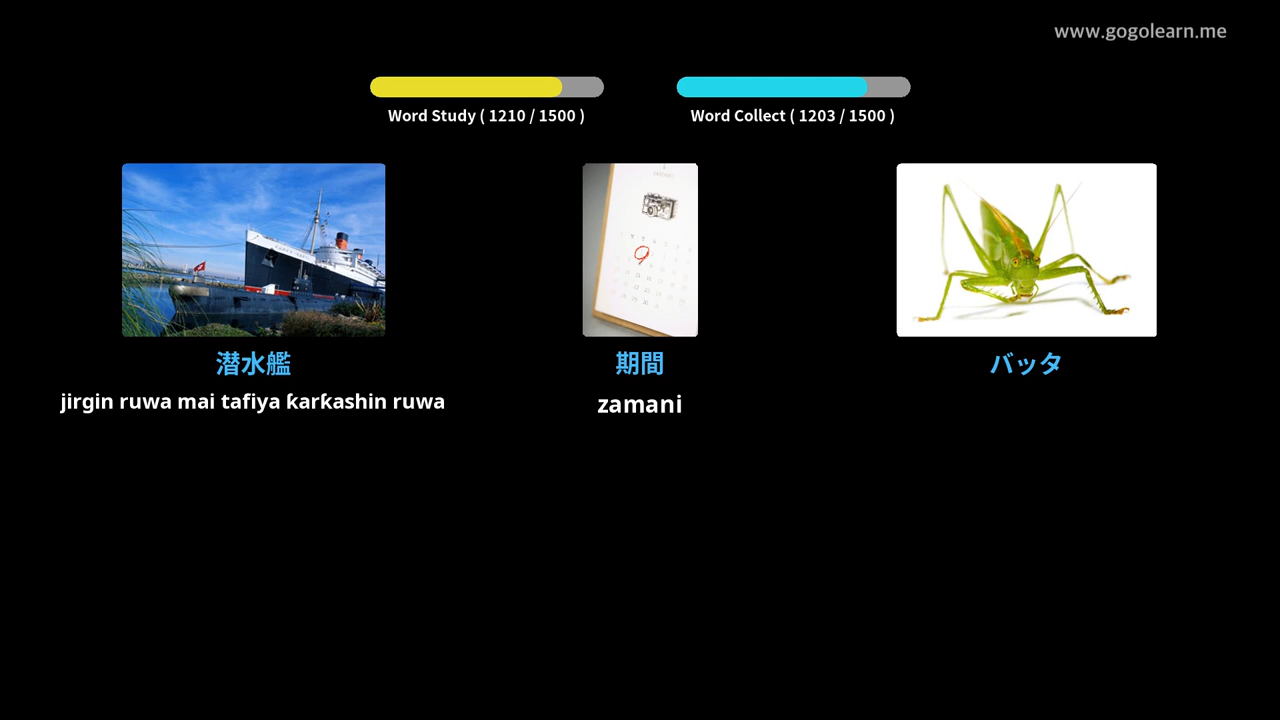 www.gogolearn.me
Word Study ( 1210 / 1500 )
Word Collect ( 1203 / 1500 )
潜水艦
期間
バッタ
jirgin ruwa mai tafiya ƙarƙashin ruwa
zamani